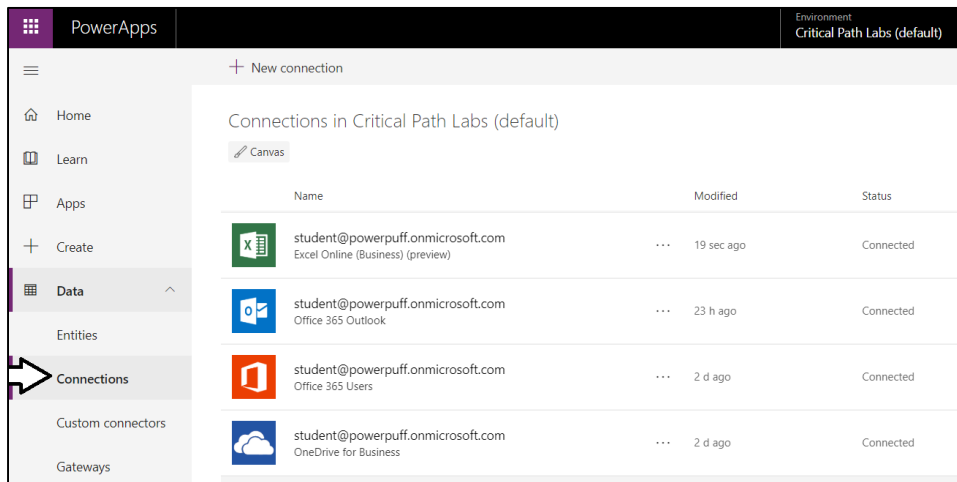 PowerApps
Environment
Critical Path Labs (default)
New connection
Home
Learn
Apps
Create
Data
Entities
Connections
Custom connectors
Gateways
Connections in Critical Path Labs (default)
Canvas
Name Modified Status
student@powerpuff.onmicrosoft.com ... 19 sec ago Connected
Excel Online (Business) (preview)
student@powerpuff.onmicrosoft.com ... 23 h ago Connected
Office 365 Outlook
student@powerpuff.onmicrosoft.com ... 2 d ago Connected
Office 365 Users
student@powerpuff.onmicrosoft.com ... 2 d ago Connected
OneDrive for Business